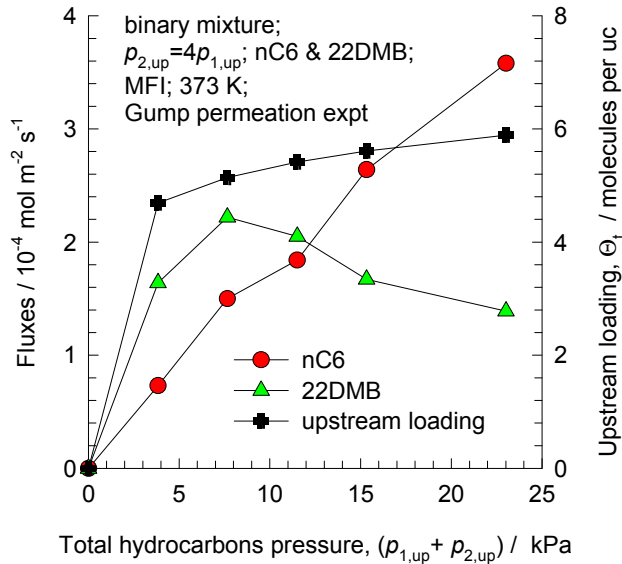 binary mixture;
p2,up=4p1,up; nC6 & 22DMB;
MFI; 373 K;
Gump permeation expt
4
3
2
1
0
Fluxes / 10-4 mol m-2 s-1
8
6
4
2
0
Upstream loading, Θt / molecules per uc
nC6
22DMB
upstream loading
0 5 10 15 20 25
Total hydrocarbons pressure, (p1,up+ p2,up) / kPa